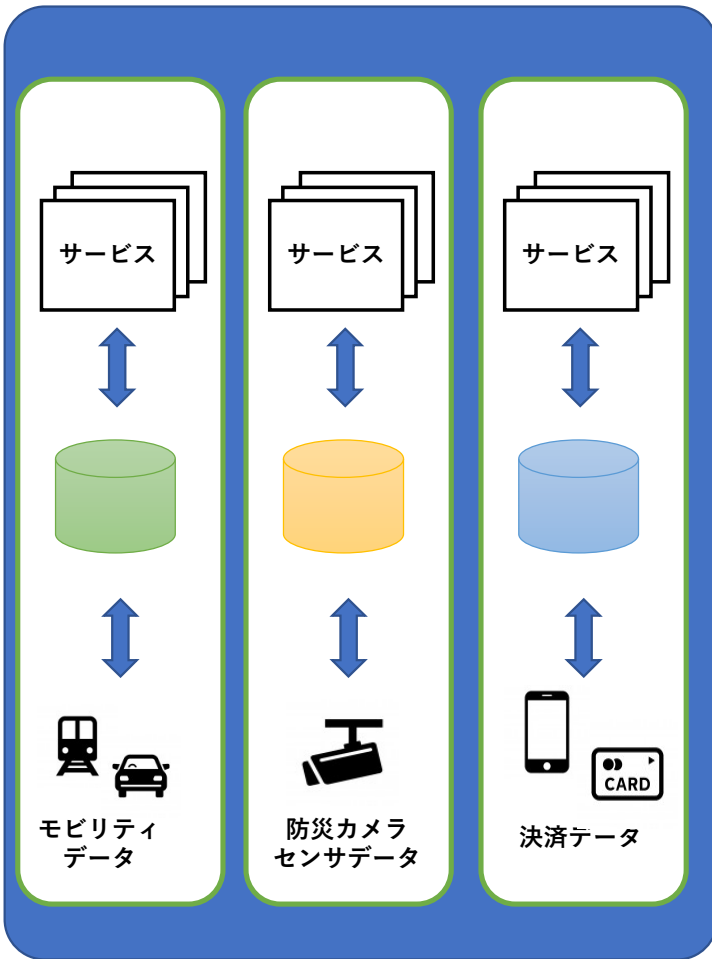 サービス
サービス
サービス
モビリティ
データ
防災カメラ
センサデータ
CARD
決済データ